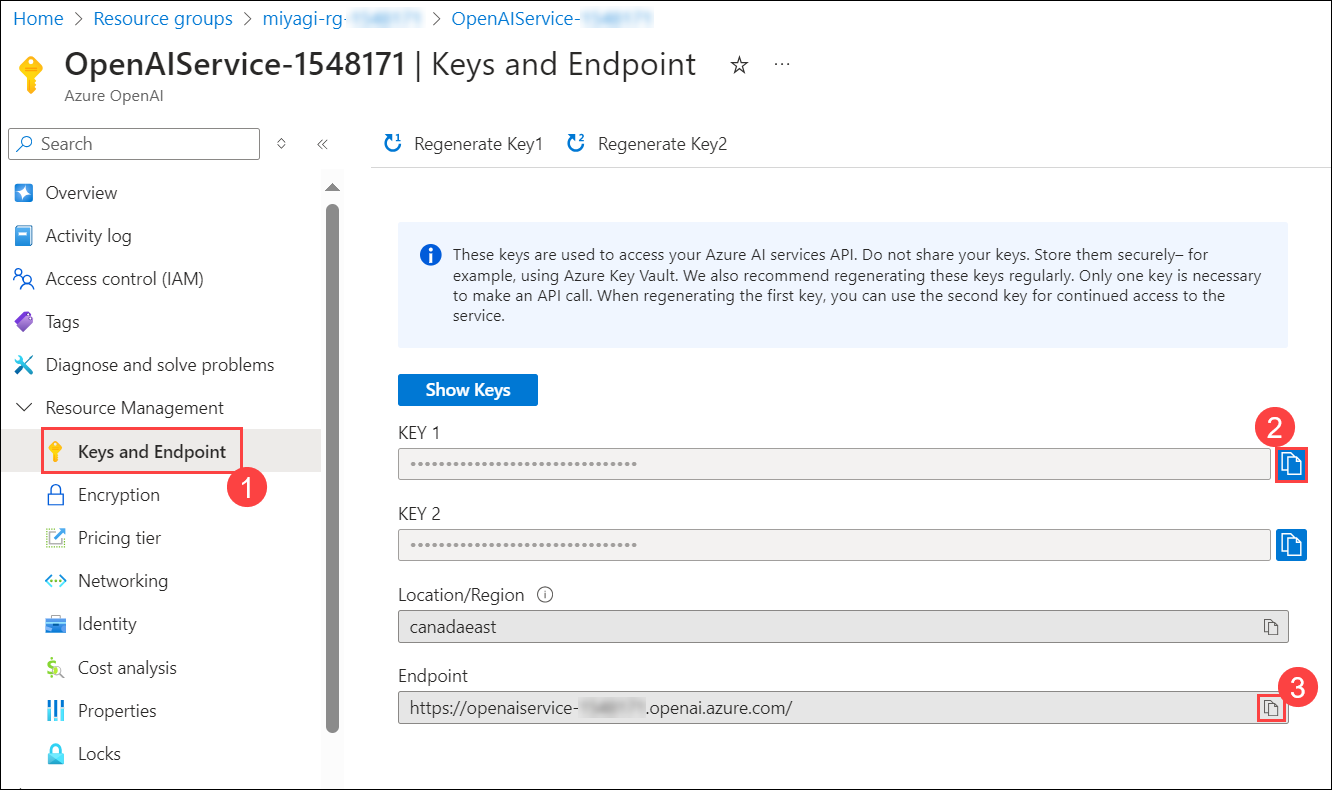 Home > Resource groups > miyagi-rg- > OpenAIService-
OpenAIService-1548171 | Keys and Endpoint
Azure OpenAI
Search
Regenerate Key1
Regenerate Key2
Overview
Activity log
Access control (IAM)
Tags
Diagnose and solve problems
Resource Management
Keys and Endpoint
1
Encryption
Pricing tier
Networking
Identity
Cost analysis
Properties
Locks
These keys are used to access your Azure AI services API. Do not share your keys. Store them securely– for
example, using Azure Key Vault. We also recommend regenerating these keys regularly. Only one key is necessary
to make an API call. When regenerating the first key, you can use the second key for continued access to the
service.
Show Keys
KEY 1
2
••••••••••••••••••••••••••••••••
KEY 2
••••••••••••••••••••••••••••••••
Location/Region
canadaeast
Endpoint
https://openaiservice- .openai.azure.com/
3